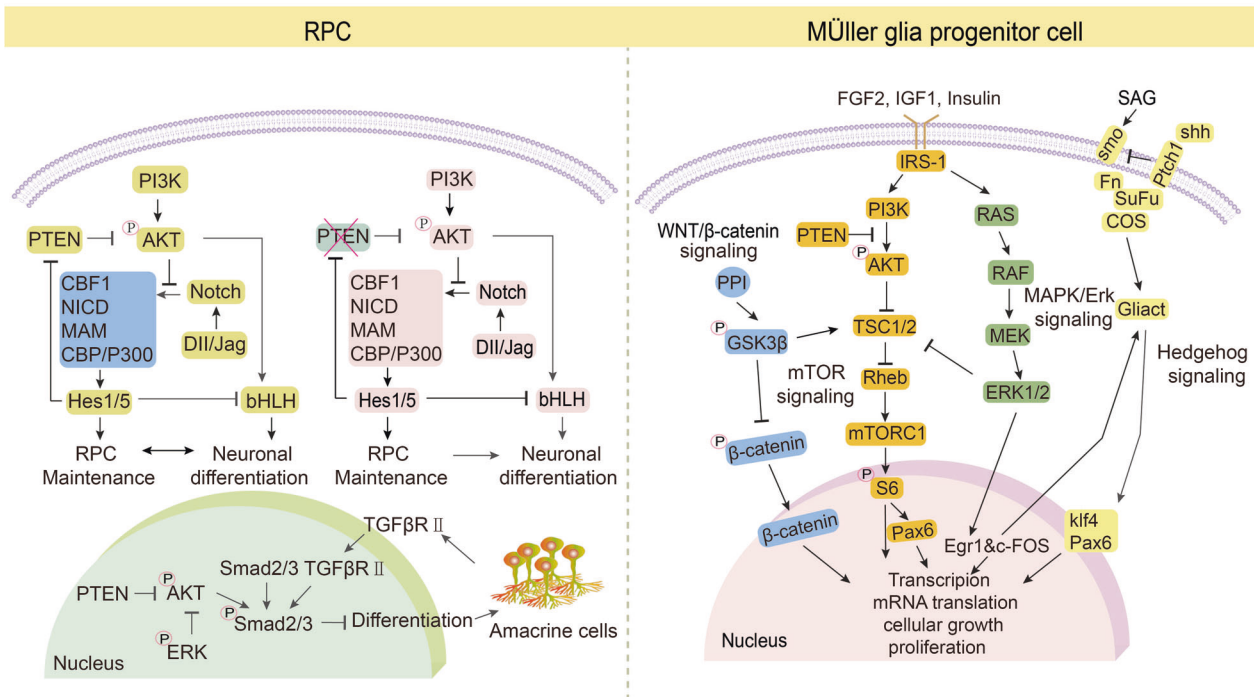 RPC
PI3K
P
PTEN
AKT
CBF1
NICD
MAM
CBP/P300
Notch
DII/Jag
Hes1/5
bHLH
RPC
Maintenance
Neuronal
differentiation
PI3K
P
PTEN
AKT
CBF1
NICD
MAM
CBP/P300
Notch
DII/Jag
Hes1/5
bHLH
RPC
Maintenance
Neuronal
differentiation
TGFβR Ⅱ
Smad2/3 TGFβR Ⅱ
P
PTEN
AKT
P
Smad2/3
Differentiation
P
ERK
Amacrine cells
Nucleus
MÜller glia progenitor cell
FGF2, IGF1, Insulin
SAG
smo
shh
Ptch1
IRS-1
Fn
SuFu
COS
PI3K
RAS
WNT/β-catenin
signaling
PTEN
P
AKT
RAF
PPI
MAPK/Erk
signaling
Gliact
P
GSK3β
TSC1/2
MEK
mTOR
signaling
Rheb
Hedgehog
signaling
ERK1/2
P
β-catenin
mTORC1
P
S6
β-catenin
Pax6
Egr1&c-FOS
klf4
Pax6
Transcripion
mRNA translation
cellular growth
proliferation
Nucleus